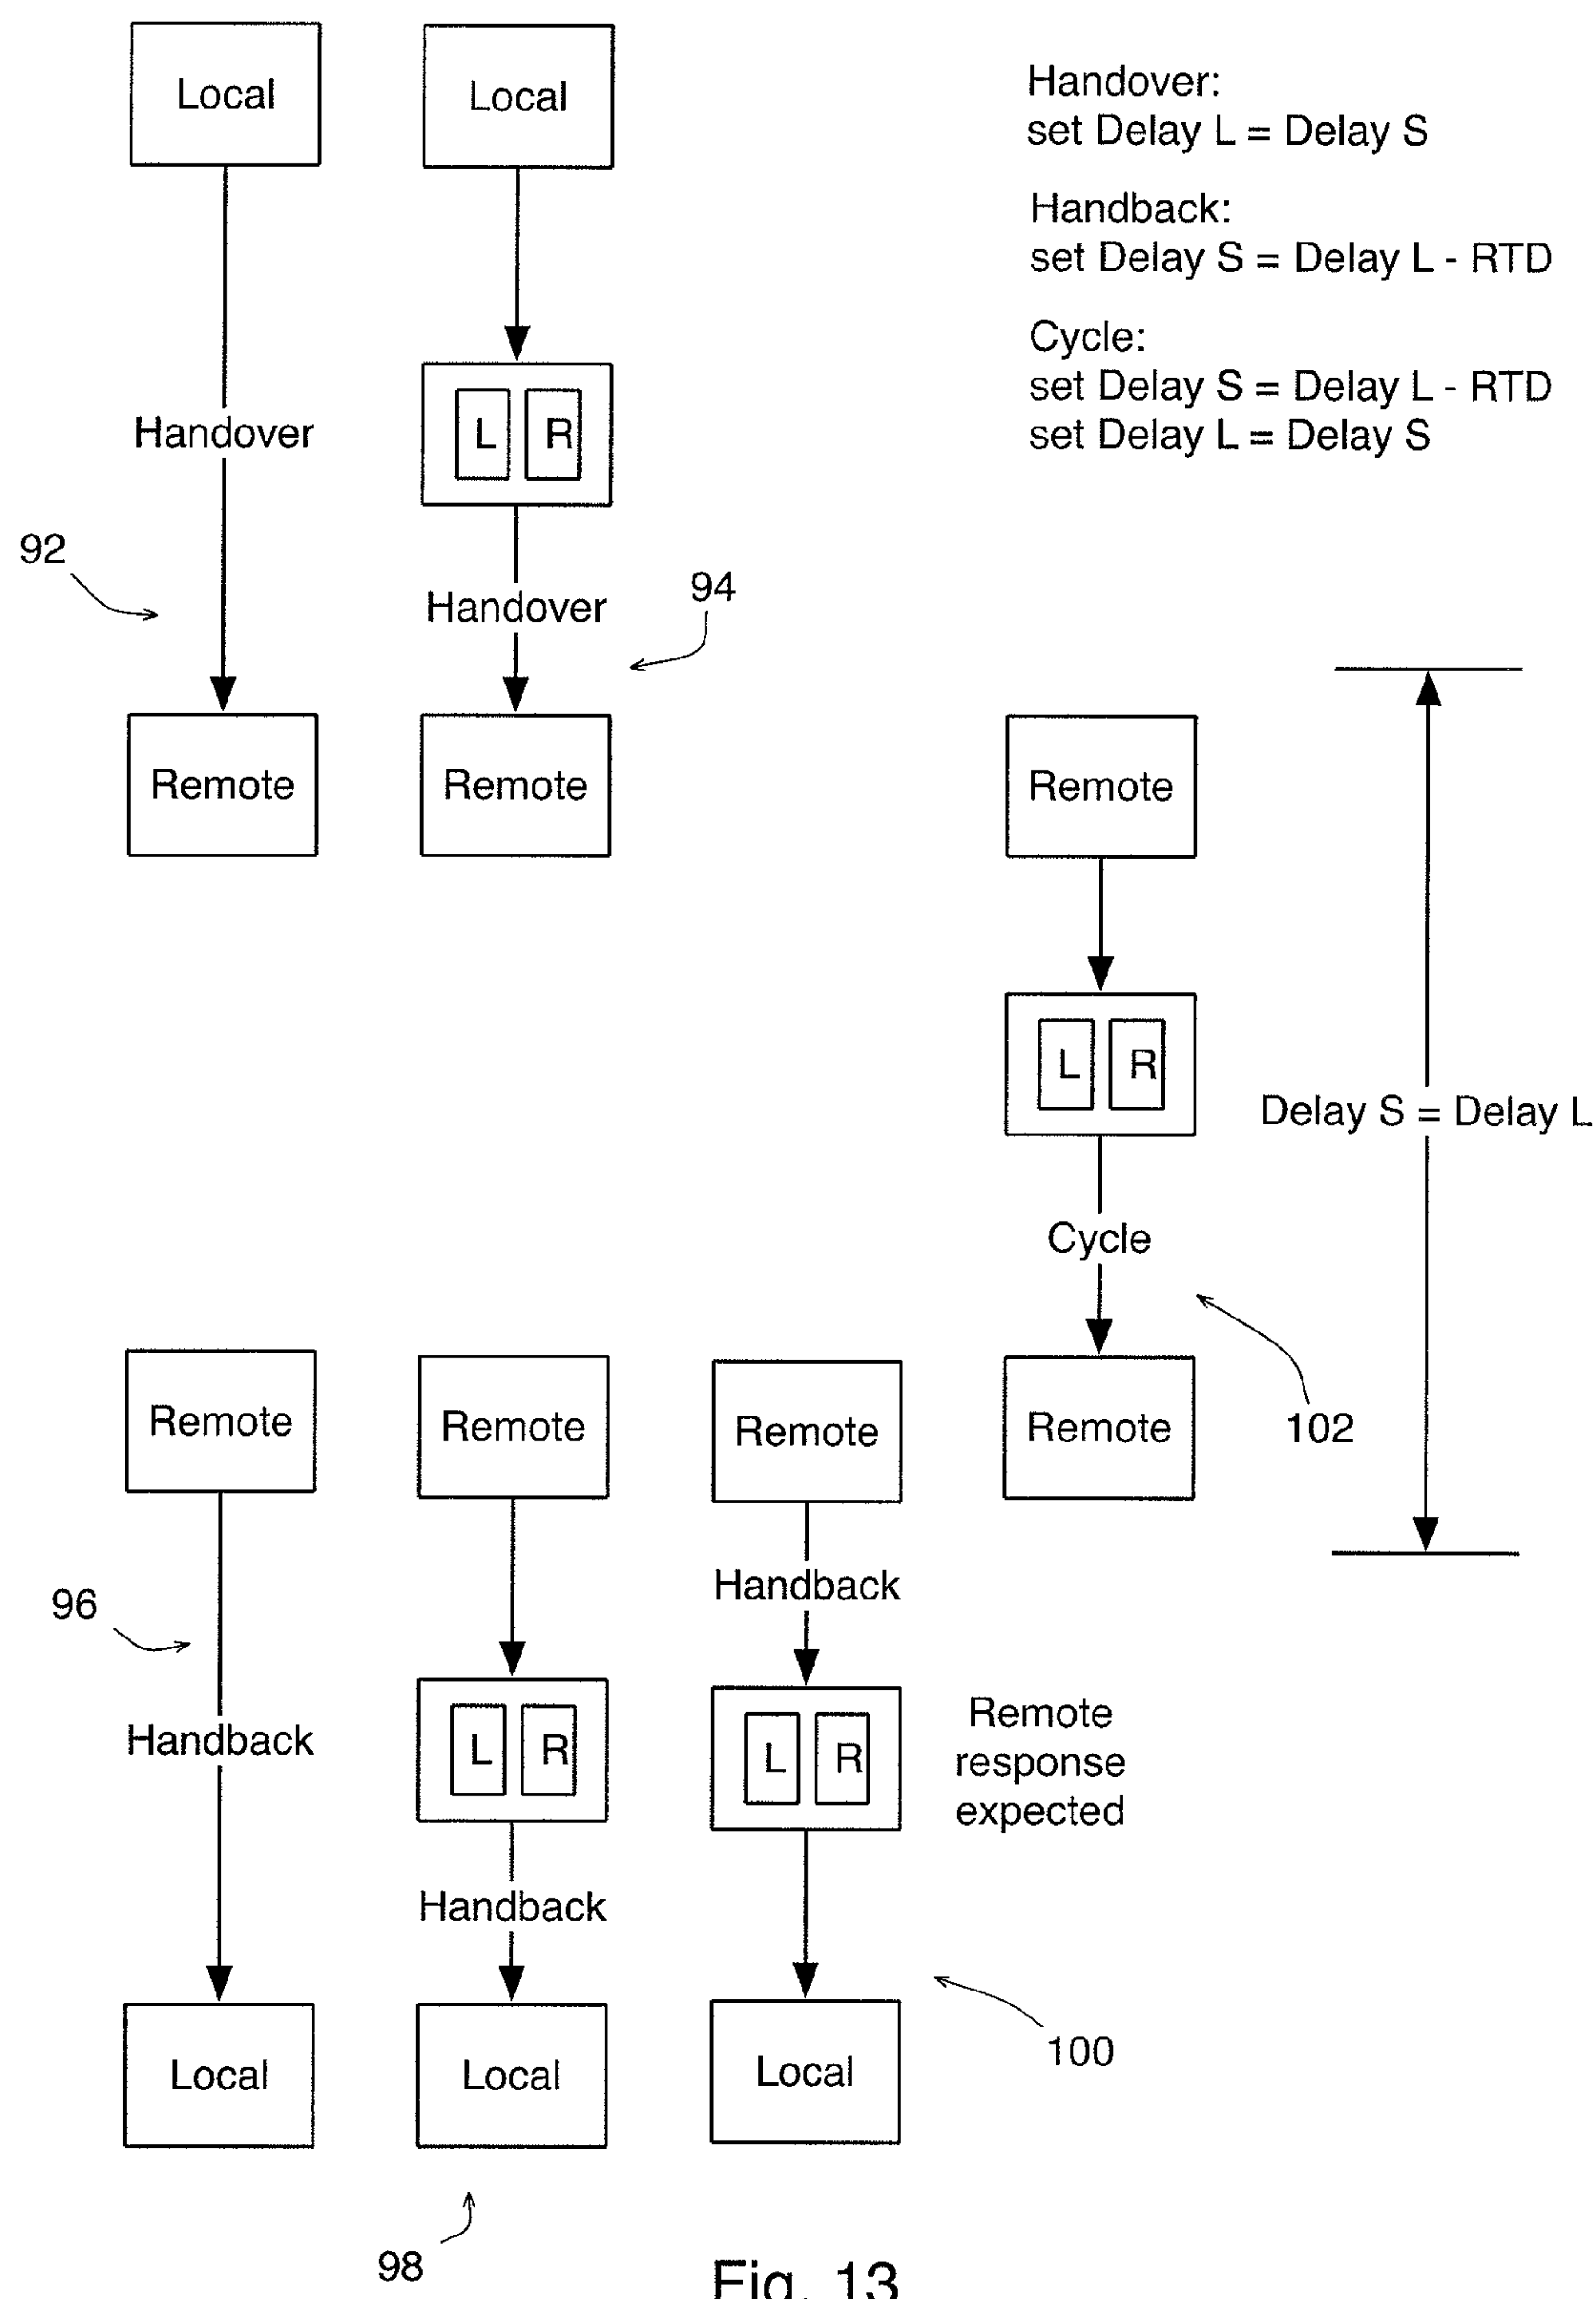 Local
Local
Handover:
set Delay L = Delay S
Handback:
set Delay S = Delay L - RTD
Cycle:
set Delay S = Delay L - RTD
set Delay L = Delay S
L R
Handover
92
Handover
94
Remote
Remote
Remote
L R
Delay S = Delay L
Cycle
Remote
Remote
Remote
Remote
102
Handback
96
Handback
L R
L R
Remote
response
expected
Handback
Local
Local
Local
100
98
Fig. 13